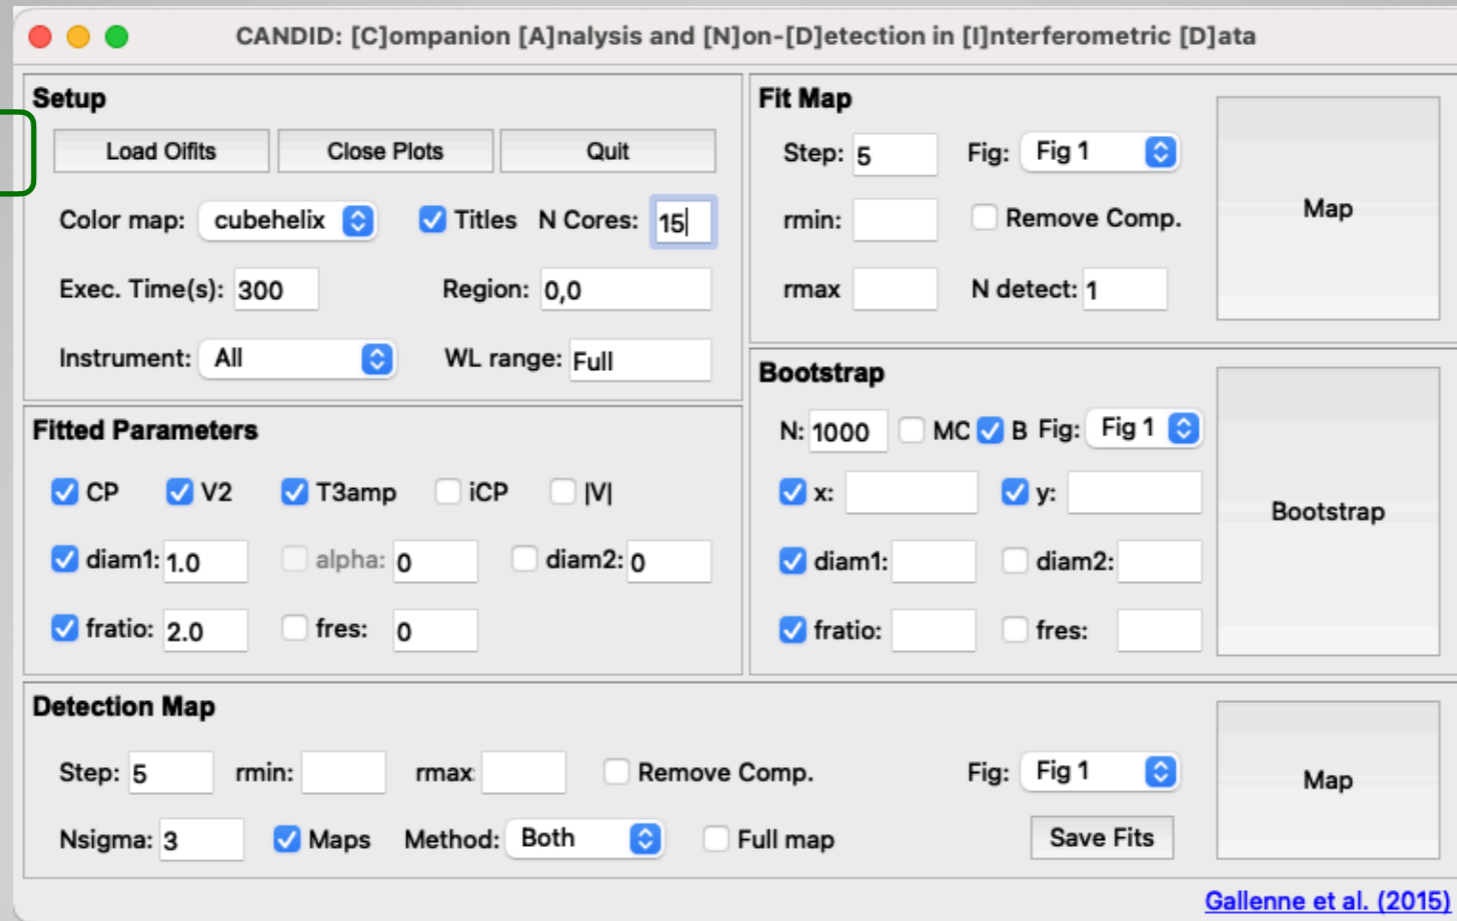 CANDID: [C]ompanion [A]nalysis and [N]on-[D]etection in [I]nterferometric [D]ata
Setup
Load Oifits Close Plots Quit
Color map: cubehelix Titles N Cores: 15
Exec. Time(s): 300 Region: 0,0
Instrument: All WL range: Full
Fitted Parameters
CP V2 T3amp iCP |V|
diam1: 1.0 alpha: 0 diam2: 0
fratio: 2.0 fres: 0
Fit Map
Step: 5 Fig: Fig 1
rmin: Remove Comp.
rmax N detect: 1
Map
Bootstrap
N: 1000 MC B Fig: Fig 1
x: y:
diam1: diam2:
fratio: fres:
Bootstrap
Detection Map
Step: 5 rmin: rmax: Remove Comp. Fig: Fig 1
Nsigma: 3 Maps Method: Both Full map Save Fits
Map
Gallenne et al. (2015)